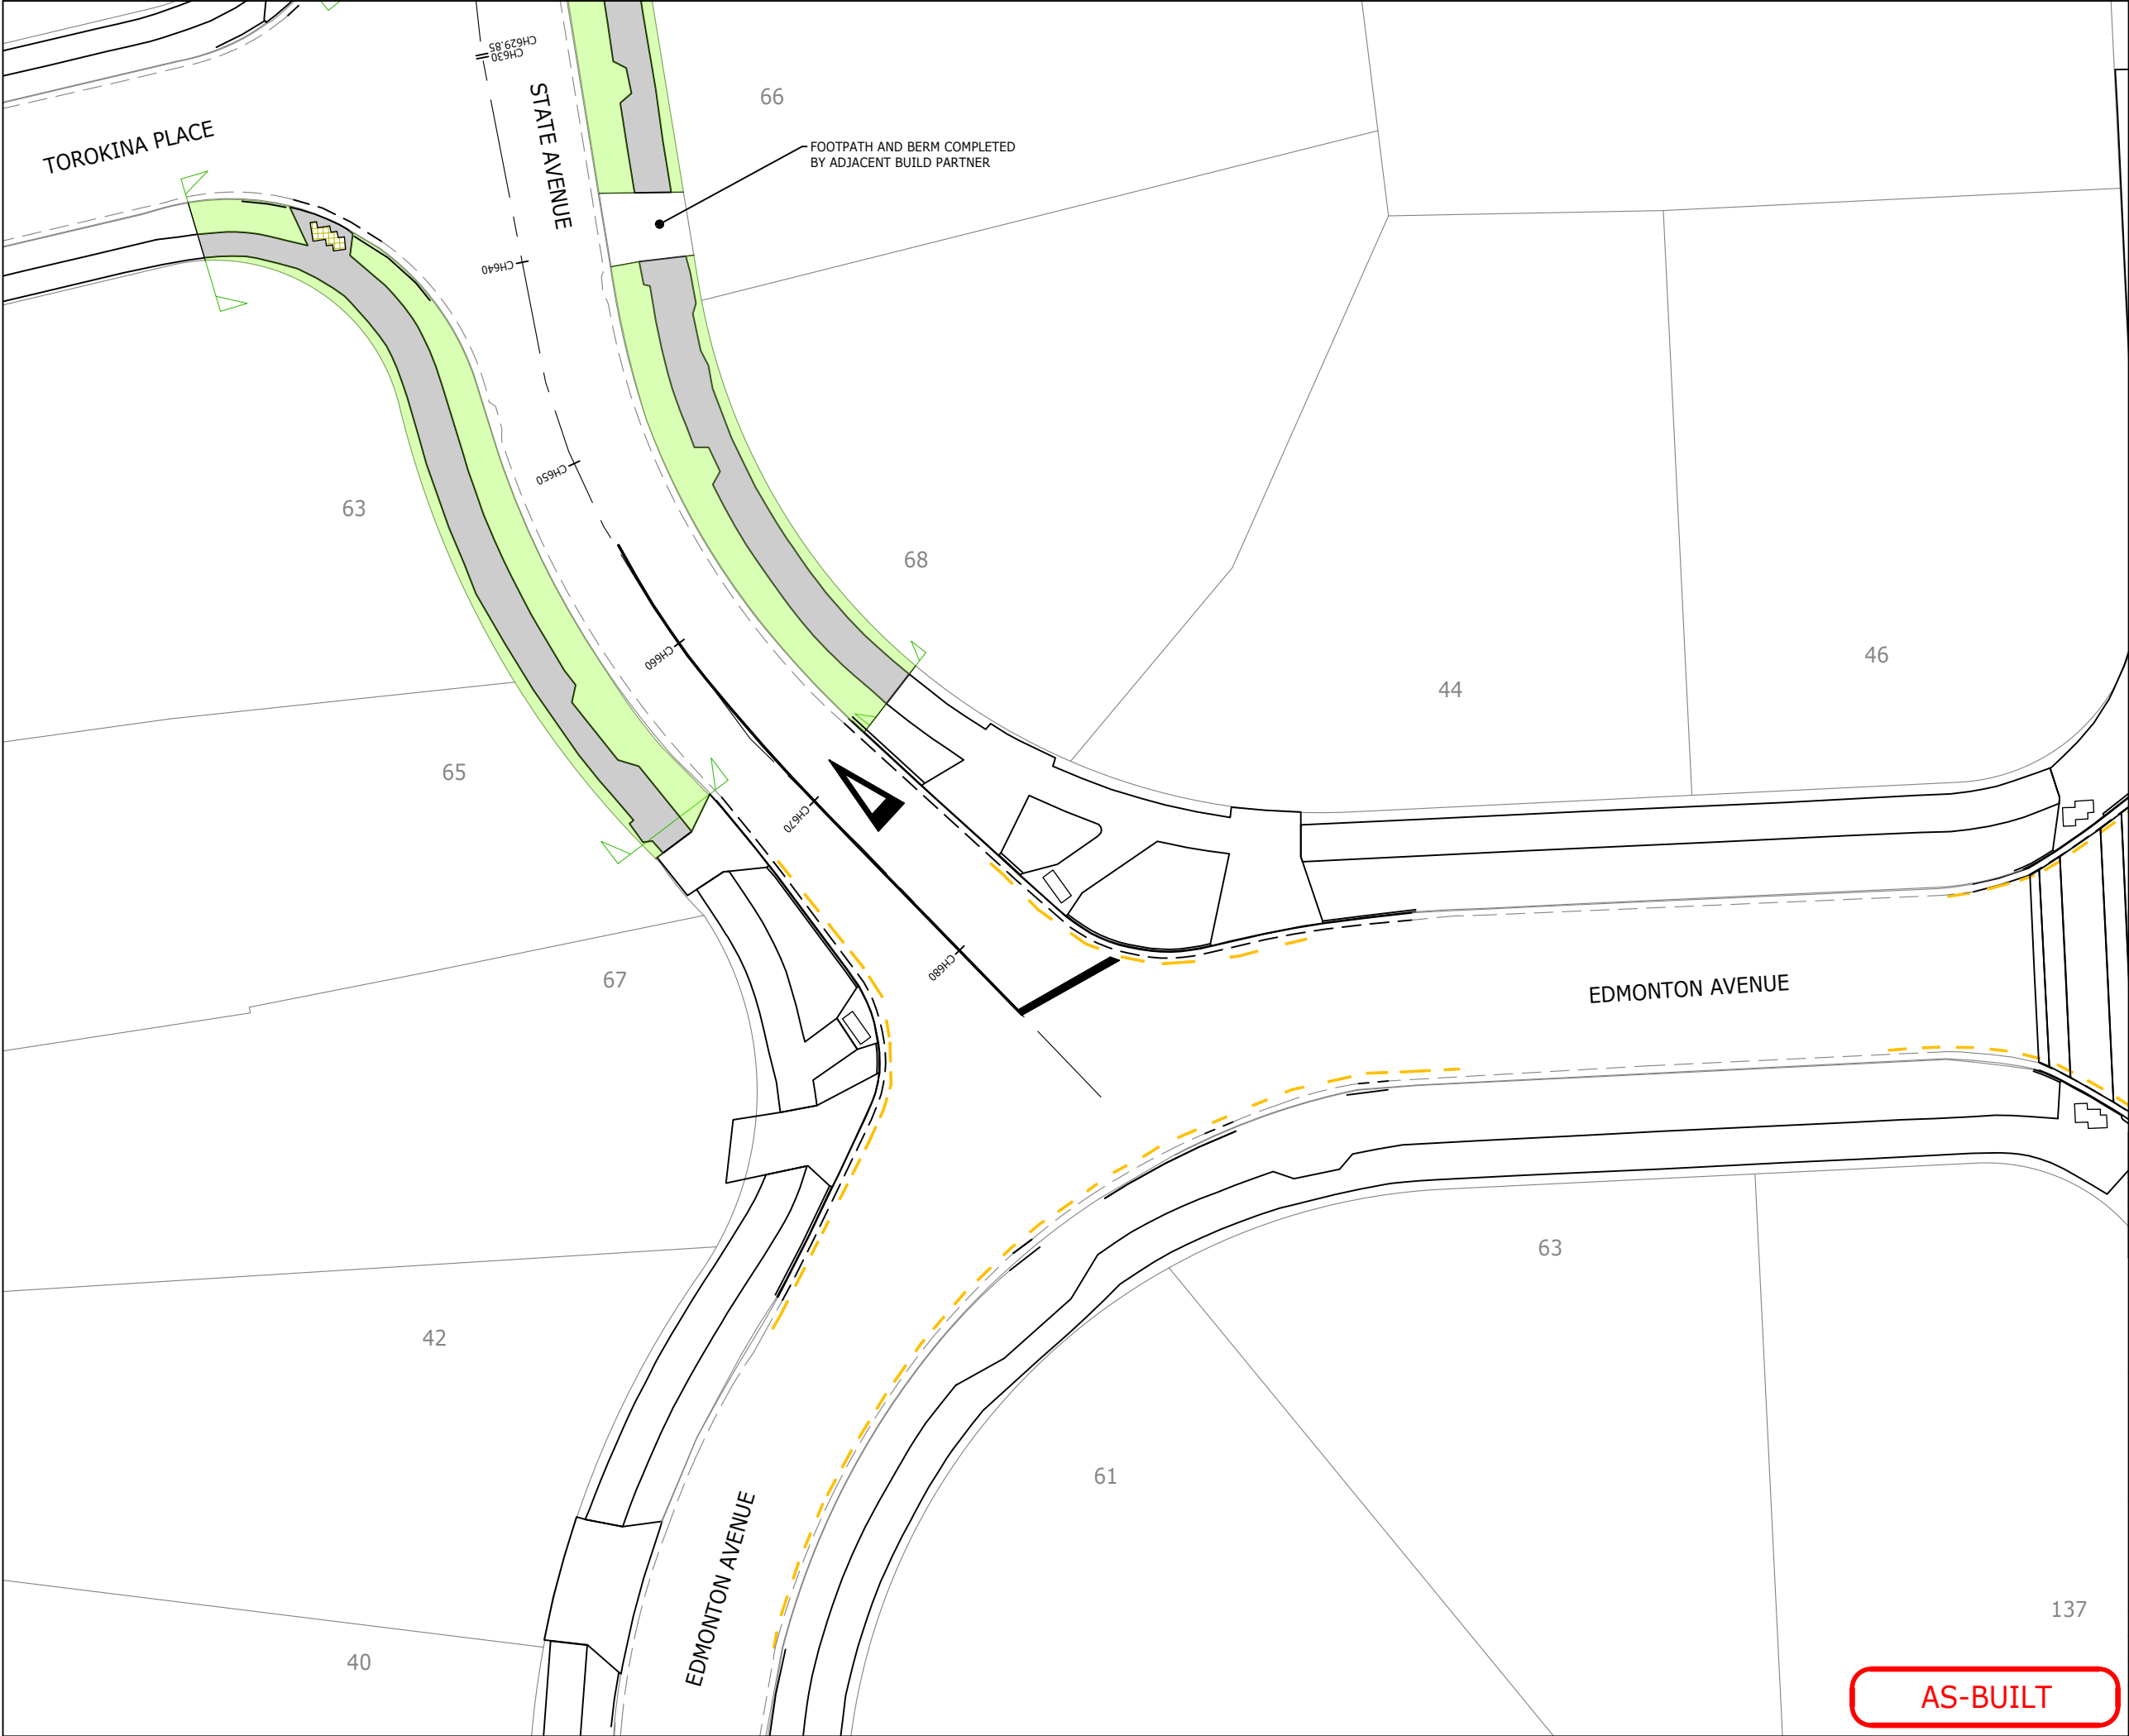 CH629.85
CH630
STATE AVENUE
66
TOROKINA PLACE
FOOTPATH AND BERM COMPLETED
BY ADJACENT BUILD PARTNER
CH640
CH650
63
68
CH660
46
44
65
CH670
CH680
67
EDMONTON AVENUE
63
42
61
EDMONTON AVENUE
137
40
AS-BUILT